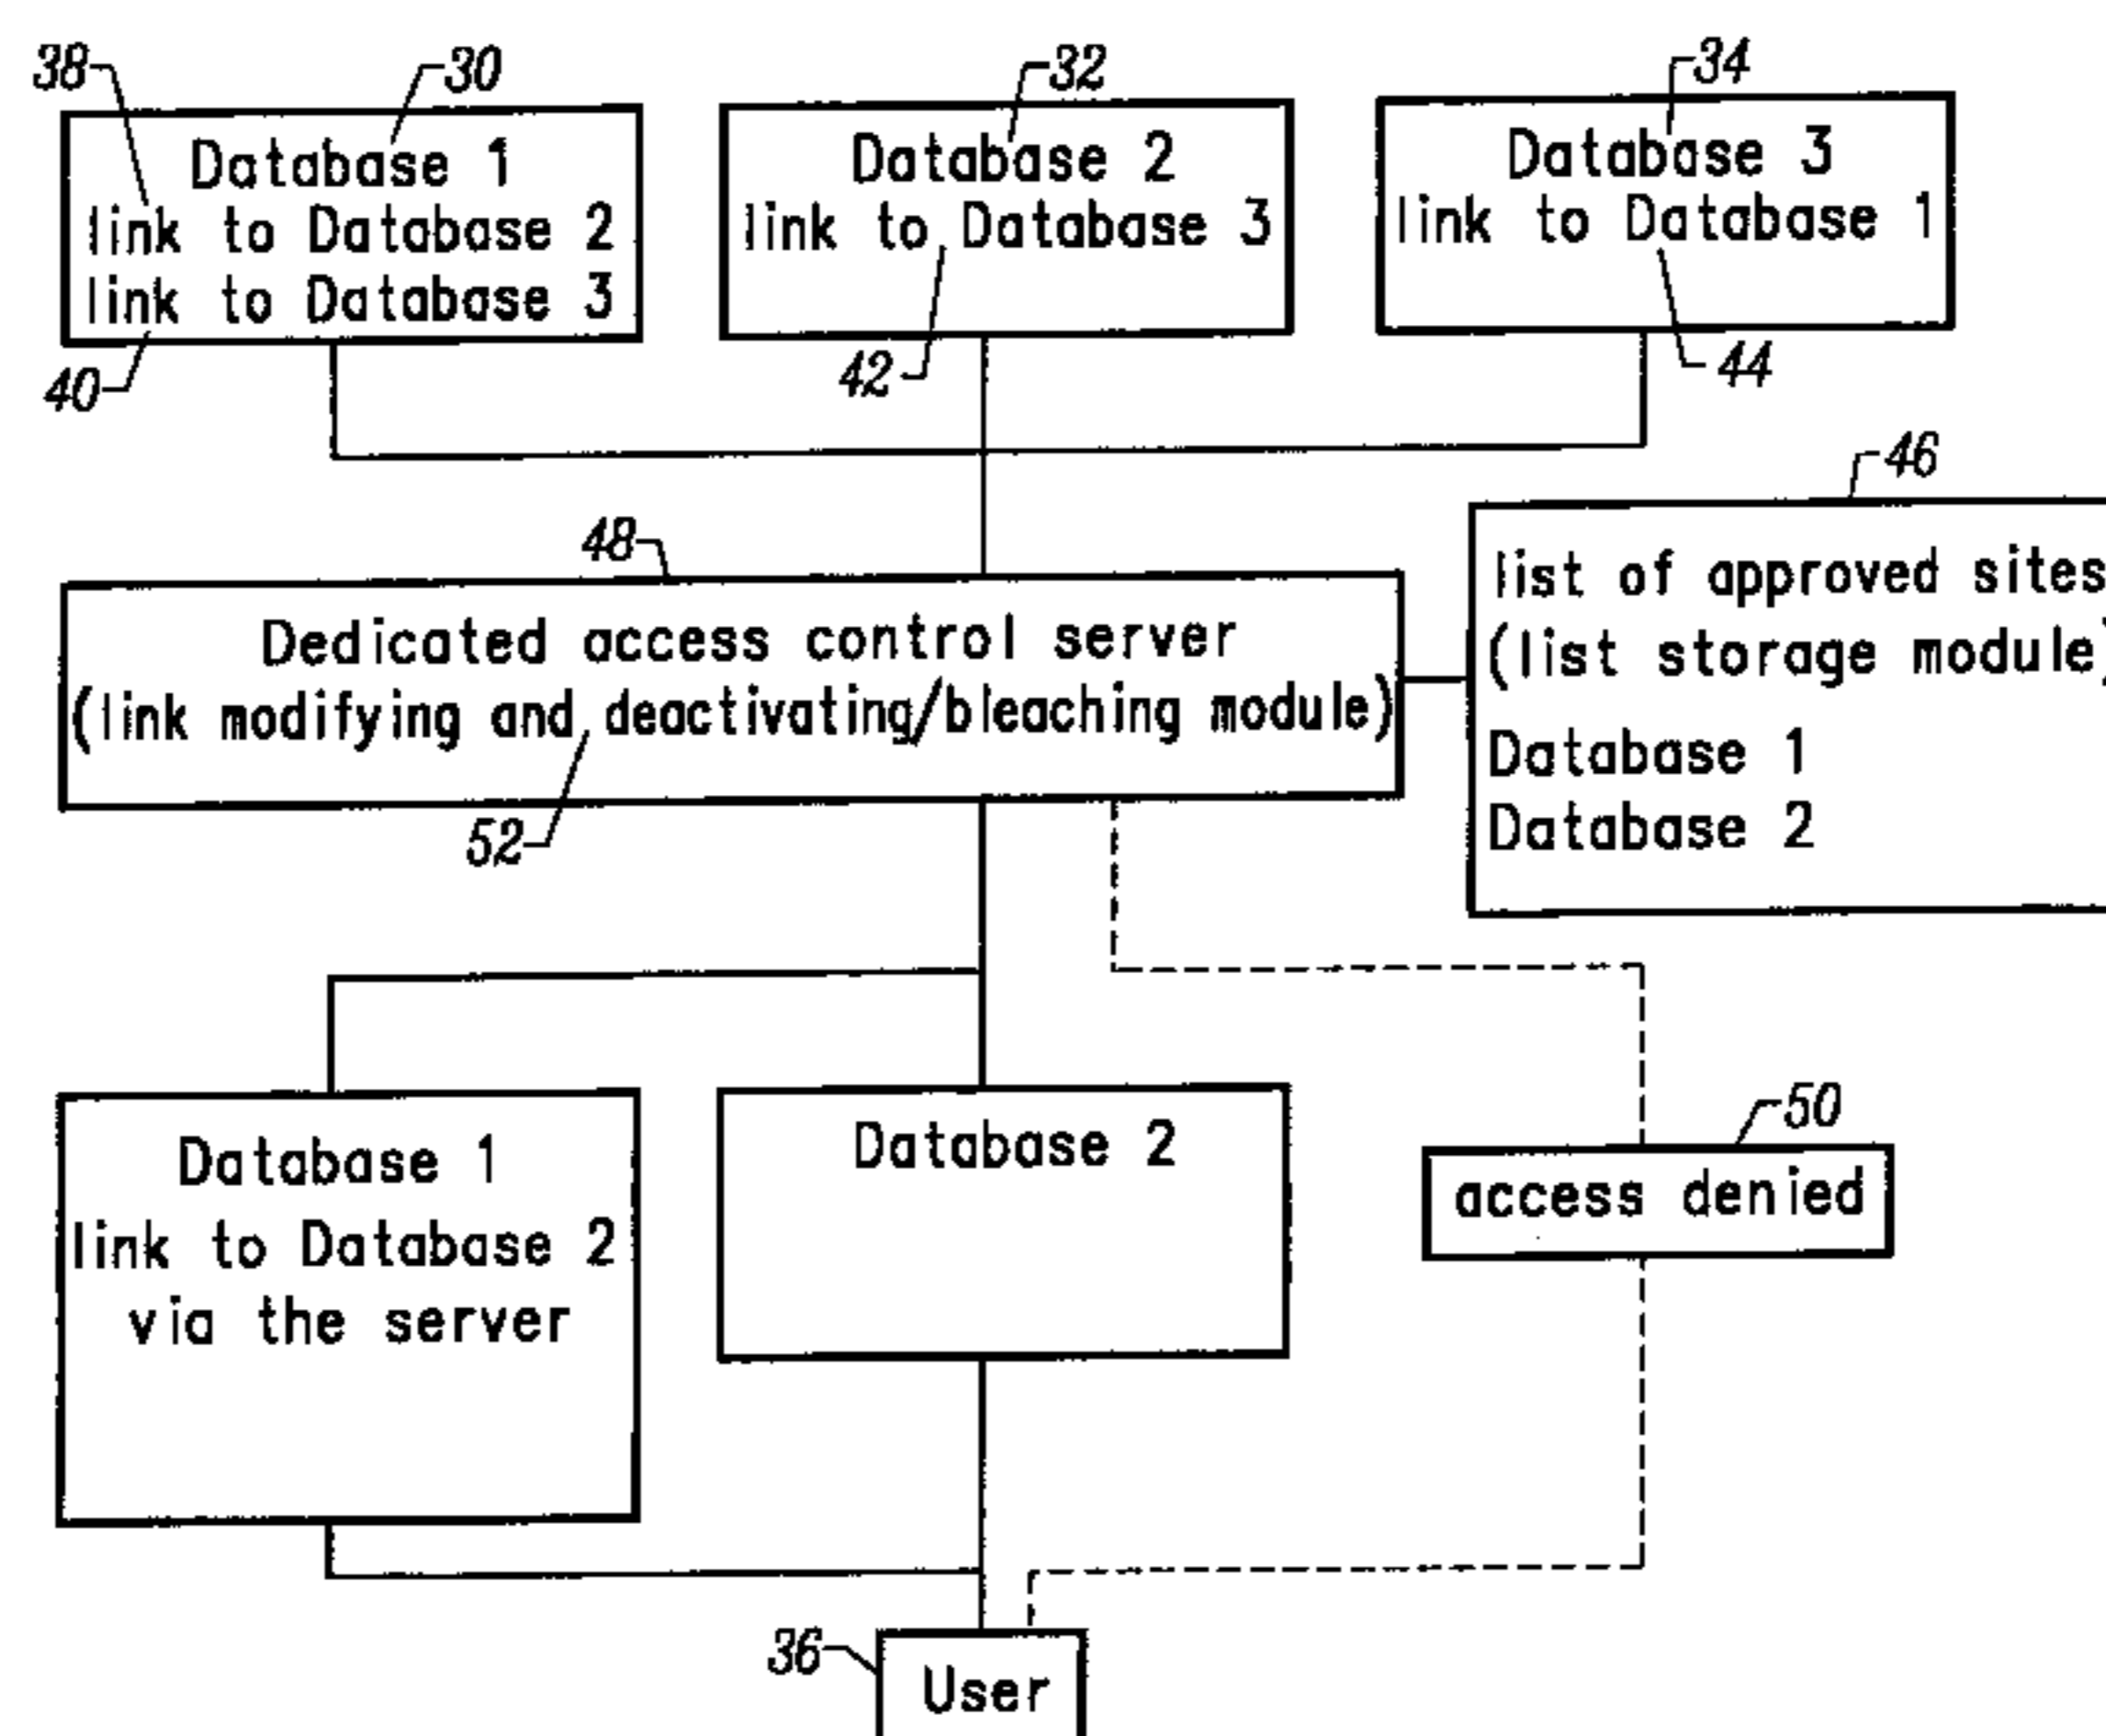 38
30
32
34
Database 1
link to Database 2
link to Database 3
Database 2
link to Database 3
Database 3
link to Database 1
40
42
44
46
48
Dedicated access control server
(link modifying and deactivating/bleaching module)
52
list of approved sites
(list storage module)
Database 1
Database 2
Database 1
link to Database 2
via the server
Database 2
50
access denied
36
User